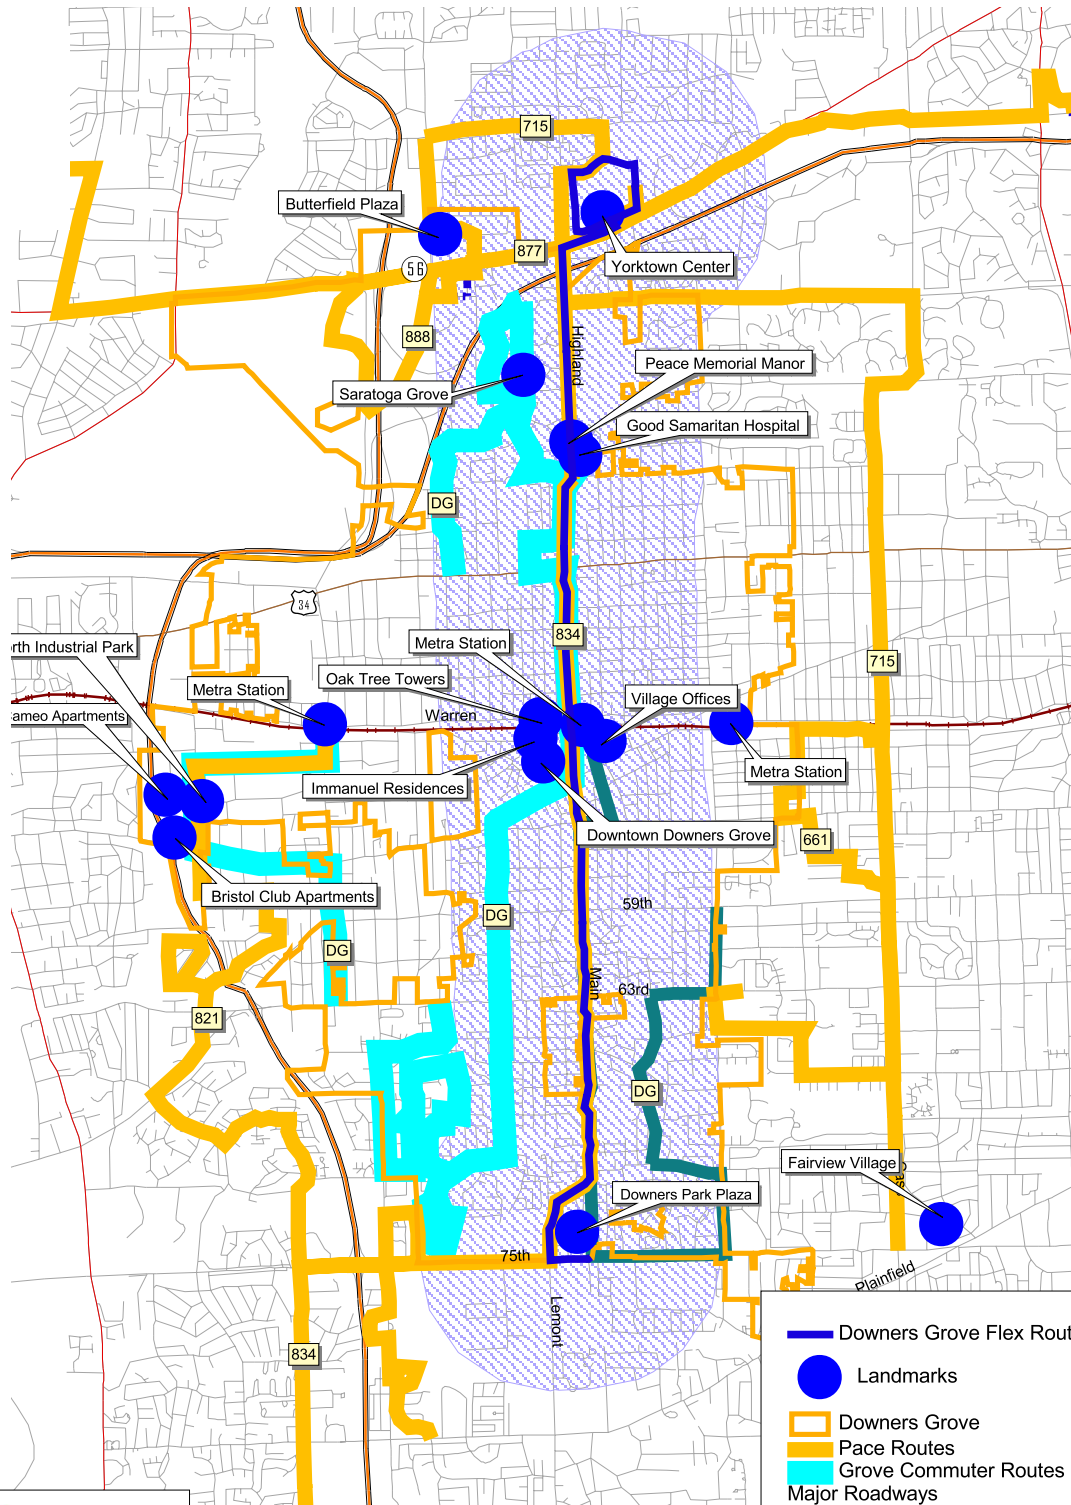 715
Butterfield Plaza
877
56
Yorktown Center
888
Highland
Peace Memorial Manor
Saratoga Grove
Good Samaritan Hospital
DG
34
834
Metra Station
orth Industrial Park
715
Oak Tree Towers
Metra Station
Village Offices
ameo Apartments
Warren
Metra Station
Immanuel Residences
Downtown Downers Grove
661
Bristol Club Apartments
59th
DG
DG
Main
63rd
821
DG
Fairview Village
Cass
Downers Park Plaza
75th
Plainfield
Lemont
834
Downers Grove Flex Rout
Landmarks
Downers Grove
Pace Routes
Grove Commuter Routes
Major Roadways